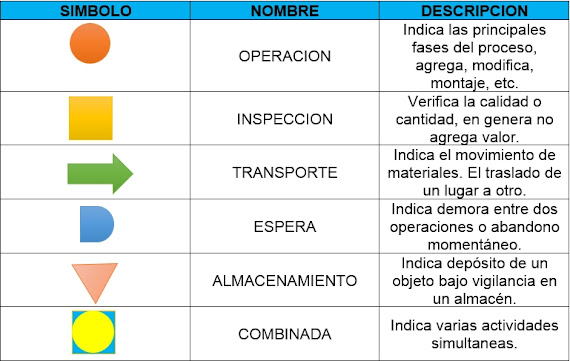 SIMBOLO NOMBRE DESCRIPCION
OPERACION
Indica las principales
fases del proceso,
agrega, modifica,
montaje, etc.
INSPECCION
Verifica la calidad o
cantidad, en genera no
agrega valor.
TRANSPORTE
Indica el movimiento de
materiales. El traslado de
un lugar a otro.
ESPERA
Indica demora entre dos
operaciones o abandono
momentáneo.
ALMACENAMIENTO
Indica depósito de un
objeto bajo vigilancia en
un almacén.
COMBINADA
Indica varias actividades
simultaneas.